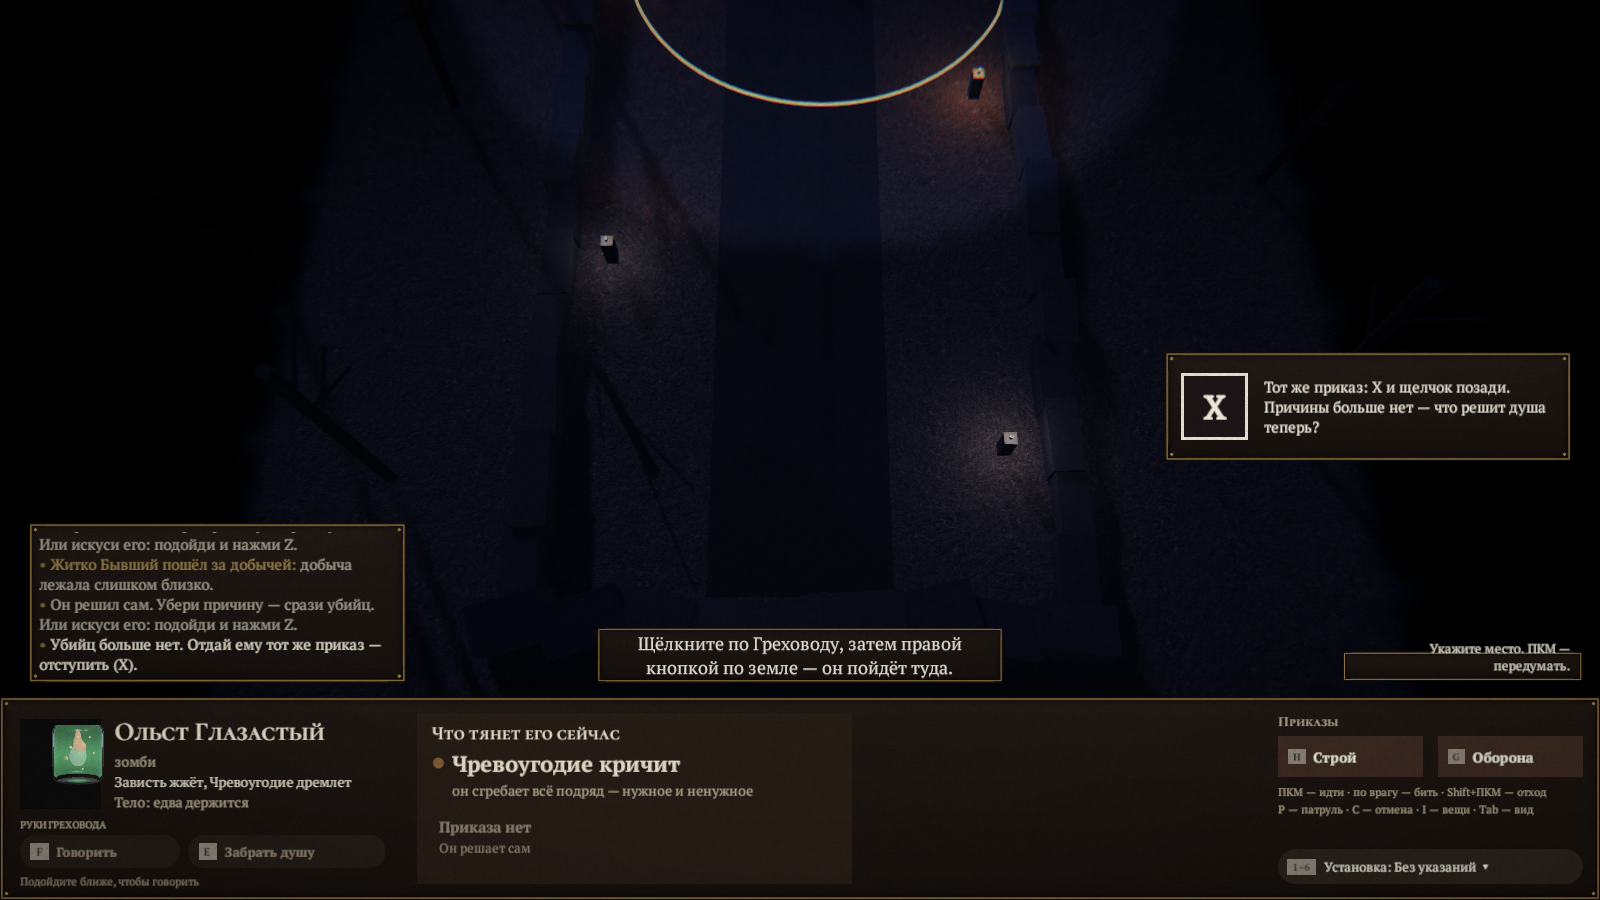 X
Тот же приказ: X и щелчок позади.
Причины больше нет — что решит душа
теперь?
Или искуси его: подойди и нажми Z.
• Житко Бывший пошёл за добычей: добыча
лежала слишком близко.
• Он решил сам. Убери причину — срази убийц.
Или искуси его: подойди и нажми Z.
• Убийц больше нет. Отдай ему тот же приказ —
отступить (X).
Щёлкните по Греховоду, затем правой
кнопкой по земле — он пойдёт туда.
Укажите место. ПКМ —
передумать.
Ольст Глазастый
зомби
Зависть жжёт, Чревоугодие дремлет
Тело: едва держится
РУКИ ГРЕХОВОДА
F Говорить
E Забрать душу
Подойдите ближе, чтобы говорить
Что тянет его сейчас
Чревоугодие кричит
он сгребает всё подряд — нужное и ненужное
Приказа нет
Он решает сам
Приказы
H Строй
G Оборона
ПКМ — идти · по врагу — бить · Shift+ПКМ — отход
P — патруль · C — отмена · I — вещи · Tab — вид
1–6 Установка: Без указаний ▾